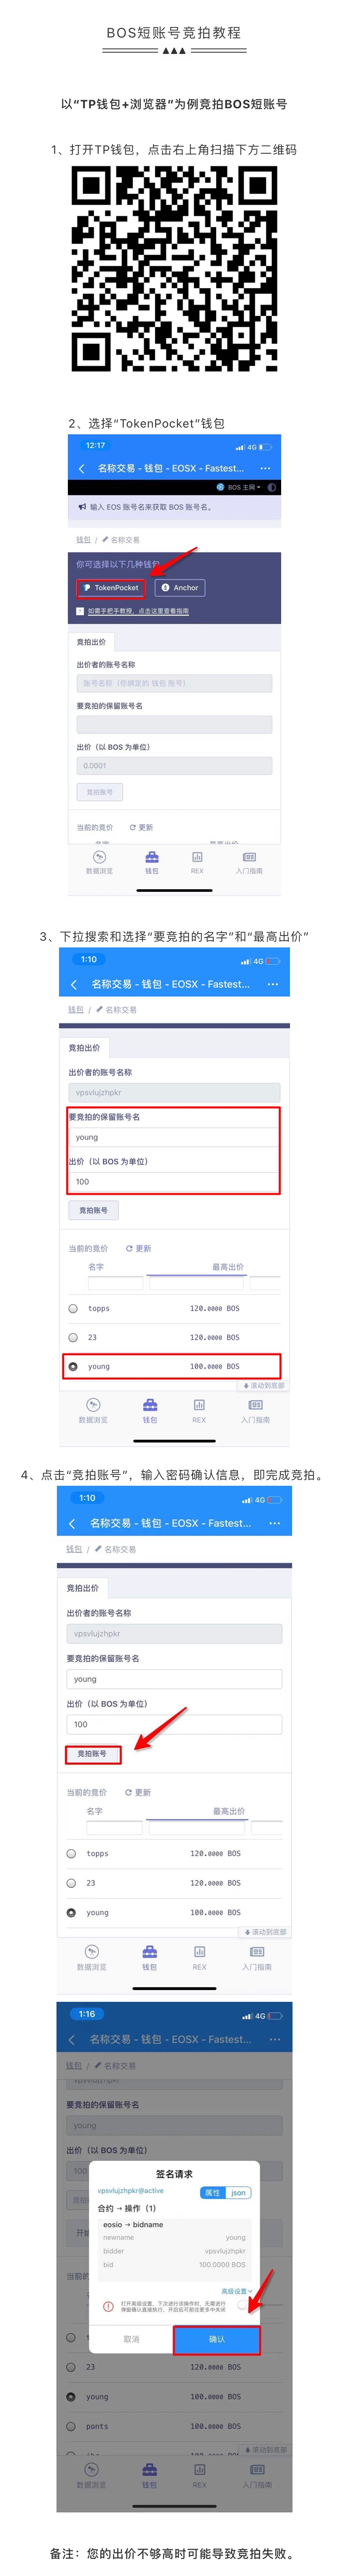 BOS短账号竞拍教程
以“TP钱包+浏览器”为例竞拍BOS短账号
1、打开TP钱包，点击右上角扫描下方二维码
2、选择“TokenPocket”钱包
12:17
4G
名称交易 - 钱包 - EOSX - Fastest...
BOS 主网
输入 EOS 账号名来获取 BOS 账号名。
钱包 / 名称交易
你可选择以下几种钱包
TokenPocket Anchor
如需手把手教授，点击这里查看指南
竞拍出价
出价者的账号名称
账号名称（你绑定的 钱包 账号）
要竞拍的保留账号名
出价（以 BOS 为单位）
0.0001
竞拍账号
当前的竞价 更新
数据浏览 钱包 REX 入门指南
3、下拉搜索和选择“要竞拍的名字”和“最高出价”
1:10
4G
名称交易 - 钱包 - EOSX - Fastest...
钱包 / 名称交易
竞拍出价
出价者的账号名称
vpsvlujzhpkr
要竞拍的保留账号名
young
出价（以 BOS 为单位）
100
竞拍账号
当前的竞价 更新
名字 最高出价
topps 120.0000 BOS
23 120.0000 BOS
young 100.0000 BOS
滚动到底部
数据浏览 钱包 REX 入门指南
4、点击“竞拍账号”，输入密码确认信息，即完成竞拍。
1:10
4G
名称交易 - 钱包 - EOSX - Fastest...
钱包 / 名称交易
竞拍出价
出价者的账号名称
vpsvlujzhpkr
要竞拍的保留账号名
young
出价（以 BOS 为单位）
100
竞拍账号
当前的竞价 更新
名字 最高出价
topps 120.0000 BOS
23 120.0000 BOS
young 100.0000 BOS
滚动到底部
数据浏览 钱包 REX 入门指南
1:16
4G
名称交易 - 钱包 - EOSX - Fastest...
钱包 / 名称交易
vpsvlujzhpkr
要竞拍的保留账号名
young
出价（以 BOS 为单位）
100
签名请求
vpsvlujzhpkr@active 属性 json
合约 → 操作（1）
eosio → bidname
newname young
bidder vpsvlujzhpkr
bid 100.0000 BOS
高级设置
打开高级设置，下次进行该操作时，无需进行
取消 确认
23 120.0000 BOS
young 100.0000 BOS
ponts 100.0000 BOS
滚动到底部
数据浏览 钱包 REX 入门指南
备注：您的出价不够高时可能导致竞拍失败。